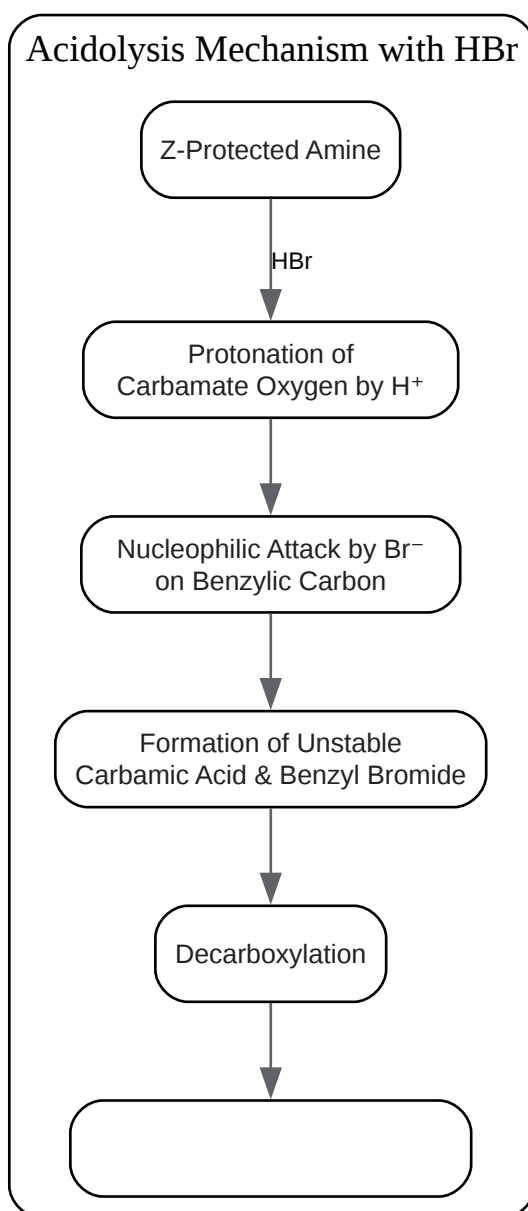 Acidolysis Mechanism with HBr
Z-Protected Amine
HBr
Protonation of
Carbamate Oxygen by H⁺
Nucleophilic Attack by Br⁻
on Benzylic Carbon
Formation of Unstable
Carbamic Acid & Benzyl Bromide
Decarboxylation